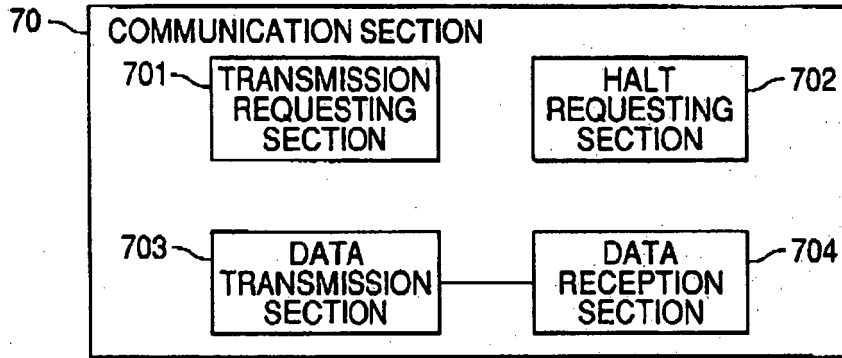 70
COMMUNICATION SECTION
701
TRANSMISSION
REQUESTING
SECTION
HALT
REQUESTING
SECTION
702
703
DATA
TRANSMISSION
SECTION
DATA
RECEPTION
SECTION
704